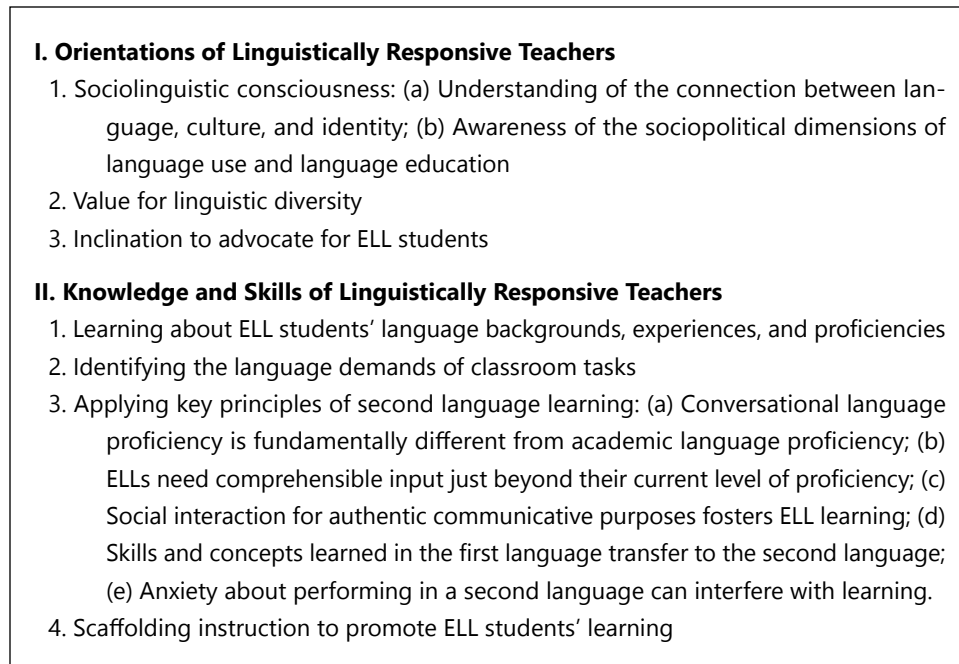 I. Orientations of Linguistically Responsive Teachers
1. Sociolinguistic consciousness: (a) Understanding of the connection between lan-
guage, culture, and identity; (b) Awareness of the sociopolitical dimensions of
language use and language education
2. Value for linguistic diversity
3. Inclination to advocate for ELL students
II. Knowledge and Skills of Linguistically Responsive Teachers
1. Learning about ELL students’ language backgrounds, experiences, and proficiencies
2. Identifying the language demands of classroom tasks
3. Applying key principles of second language learning: (a) Conversational language
proficiency is fundamentally different from academic language proficiency; (b)
ELLs need comprehensible input just beyond their current level of proficiency; (c)
Social interaction for authentic communicative purposes fosters ELL learning; (d)
Skills and concepts learned in the first language transfer to the second language;
(e) Anxiety about performing in a second language can interfere with learning.
4. Scaffolding instruction to promote ELL students’ learning